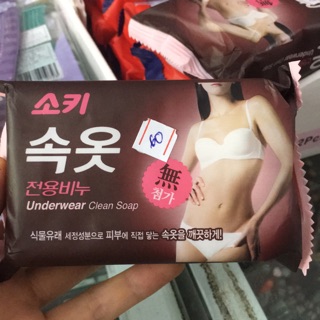 소키
속옷
60
전용비누
無
첨가
Underwear Clean Soap
식물유래 세정성분으로 피부에 직접 닿는 속옷을 깨끗하게!